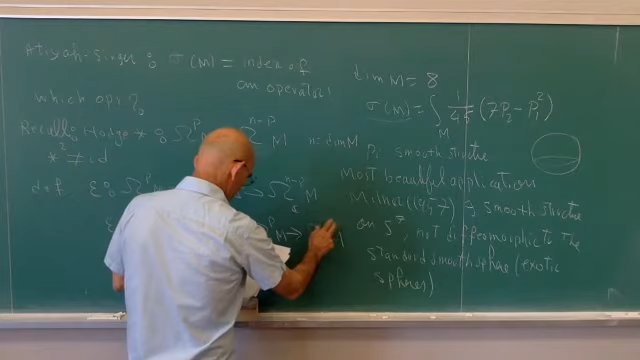 Atiyah-Singer : σ(M) = index of
an operator!
which opr?
Recall: Hodge * : Ω^p M Ω^{n-p} M n = dim M
*² ≠ id
def ε : Ω^p M → Ω^{n-p} M
M →
dim M = 8
σ(M) = ∫_M 1/45 (7P₂ - P₁²)
Pi smooth structure
Most beautiful application
Milnor (1957) ∃ smooth structure
on S⁷, not diffeomorphic to the
standard smooth sphere (exotic
spheres)